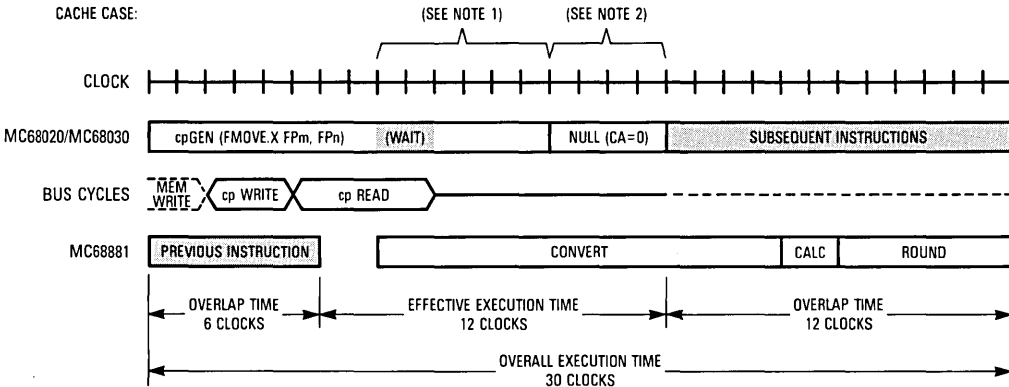 CACHE CASE:
(SEE NOTE 1)
(SEE NOTE 2)
CLOCK
MC68020/MC68030
cpGEN (FMOVE.X FPm, FPn)
(WAIT)
NULL (CA=0)
SUBSEQUENT INSTRUCTIONS
BUS CYCLES
MEM
WRITE
cp WRITE
cp READ
MC68881
PREVIOUS INSTRUCTION
CONVERT
CALC
ROUND
OVERLAP TIME
6 CLOCKS
EFFECTIVE EXECUTION TIME
12 CLOCKS
OVERLAP TIME
12 CLOCKS
OVERALL EXECUTION TIME
30 CLOCKS